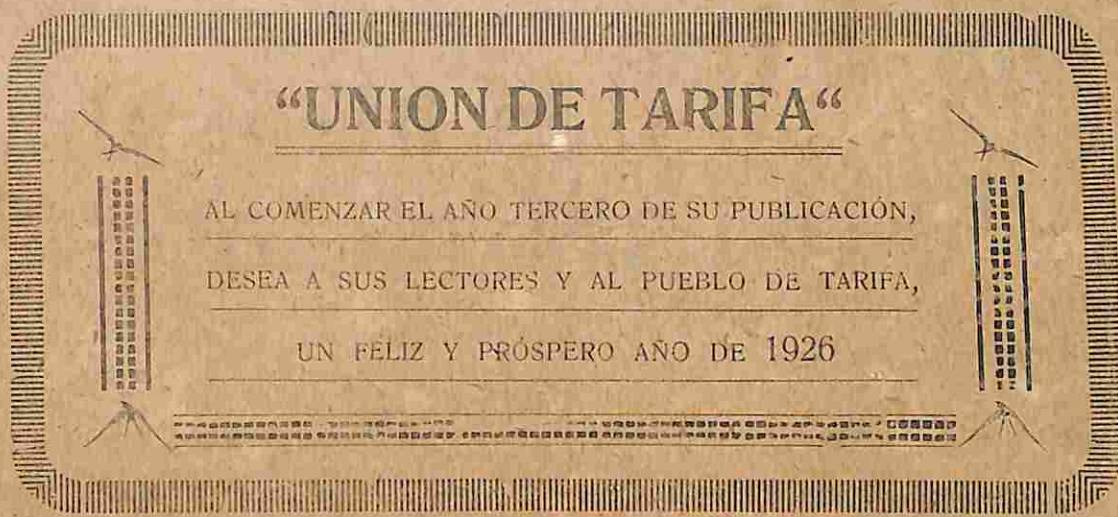 “UNION DE TARIFA“
AL COMENZAR EL AÑO TERCERO DE SU PUBLICACIÓN,
DESEA A SUS LECTORES Y AL PUEBLO DE TARIFA,
UN FELIZ Y PRÓSPERO AÑO DE 1926